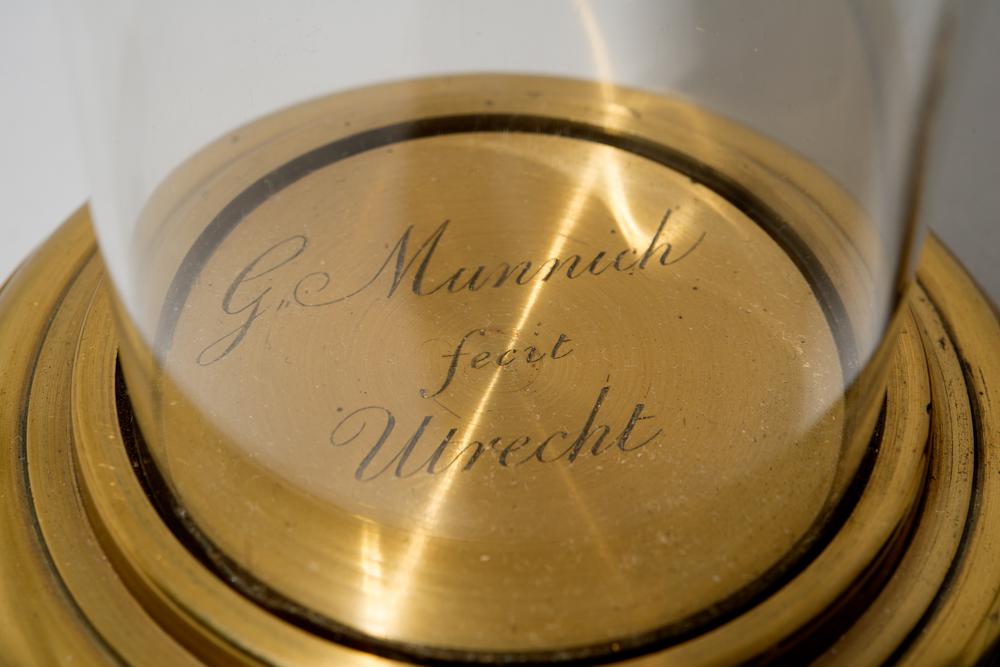 G,, Munnich
fecit
Utrecht